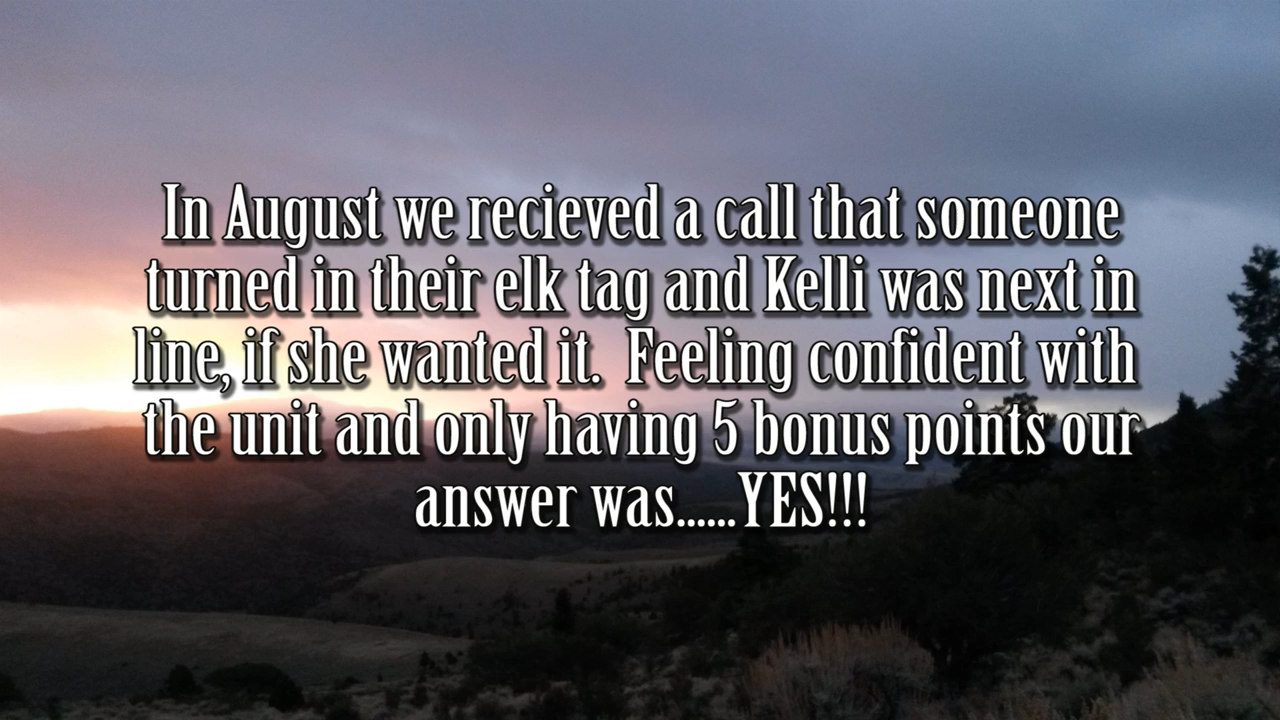 In August we recieved a call that someone
turned in their elk tag and Kelli was next in
line, if she wanted it.  Feeling confident with
the unit and only having 5 bonus points our
answer was......YES!!!